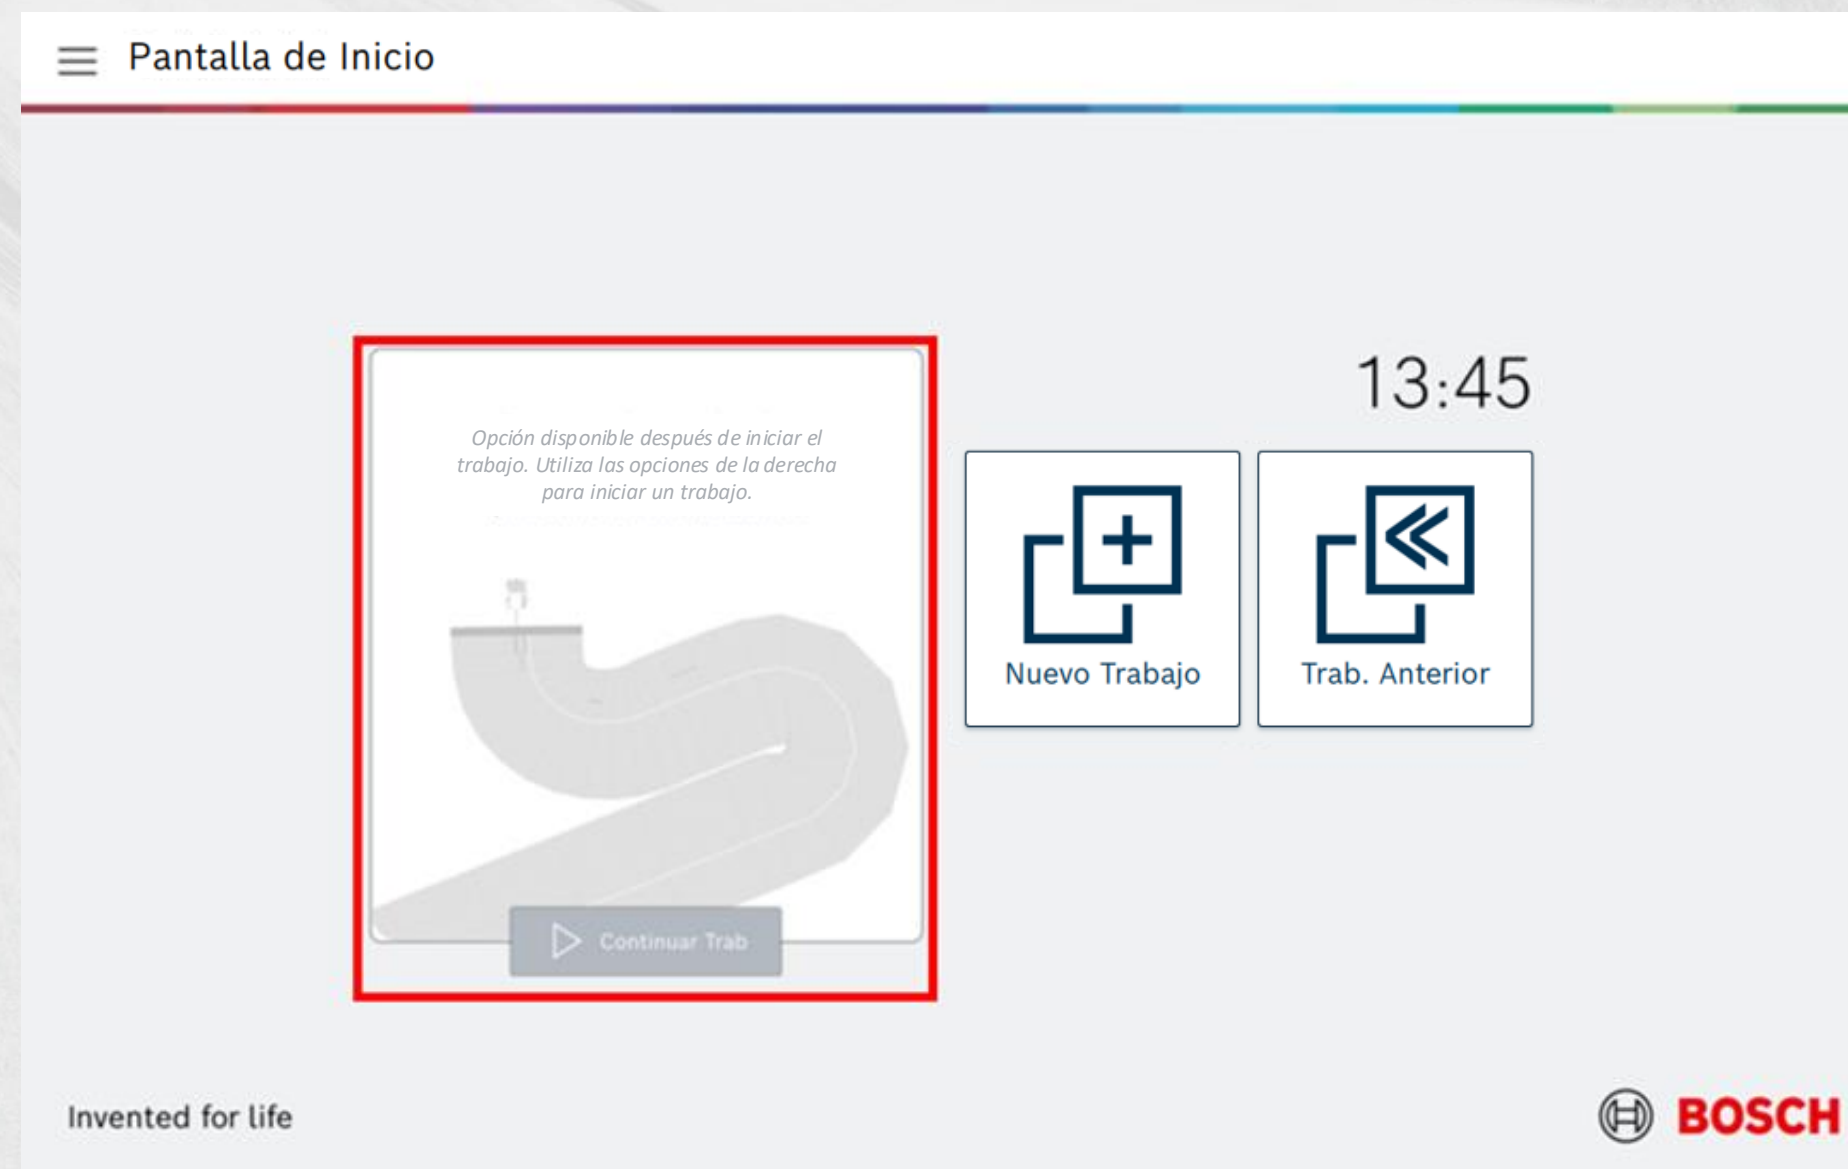 Pantalla de Inicio
Opción disponible después de iniciar el
trabajo. Utiliza las opciones de la derecha
para iniciar un trabajo.
Continuar Trab
13:45
Nuevo Trabajo
Trab. Anterior
Invented for life
BOSCH